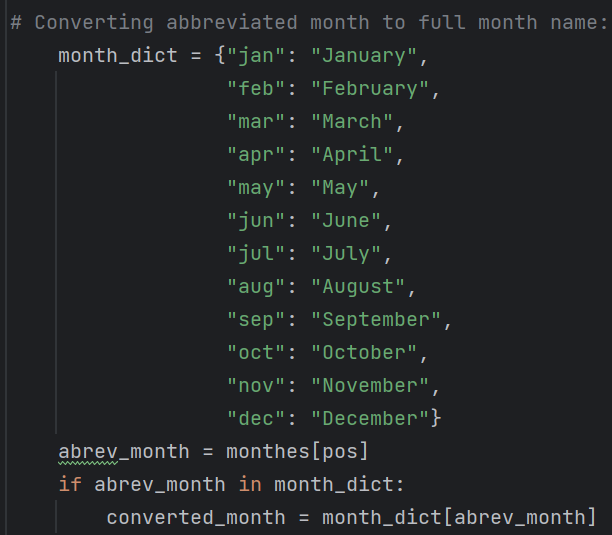 # Converting abbreviated month to full month name:
month_dict = {"jan": "January",
"feb": "February",
"mar": "March",
"apr": "April",
"may": "May",
"jun": "June",
"jul": "July",
"aug": "August",
"sep": "September",
"oct": "October",
"nov": "November",
"dec": "December"}
abrev_month = monthes[pos]
if abrev_month in month_dict:
converted_month = month_dict[abrev_month]